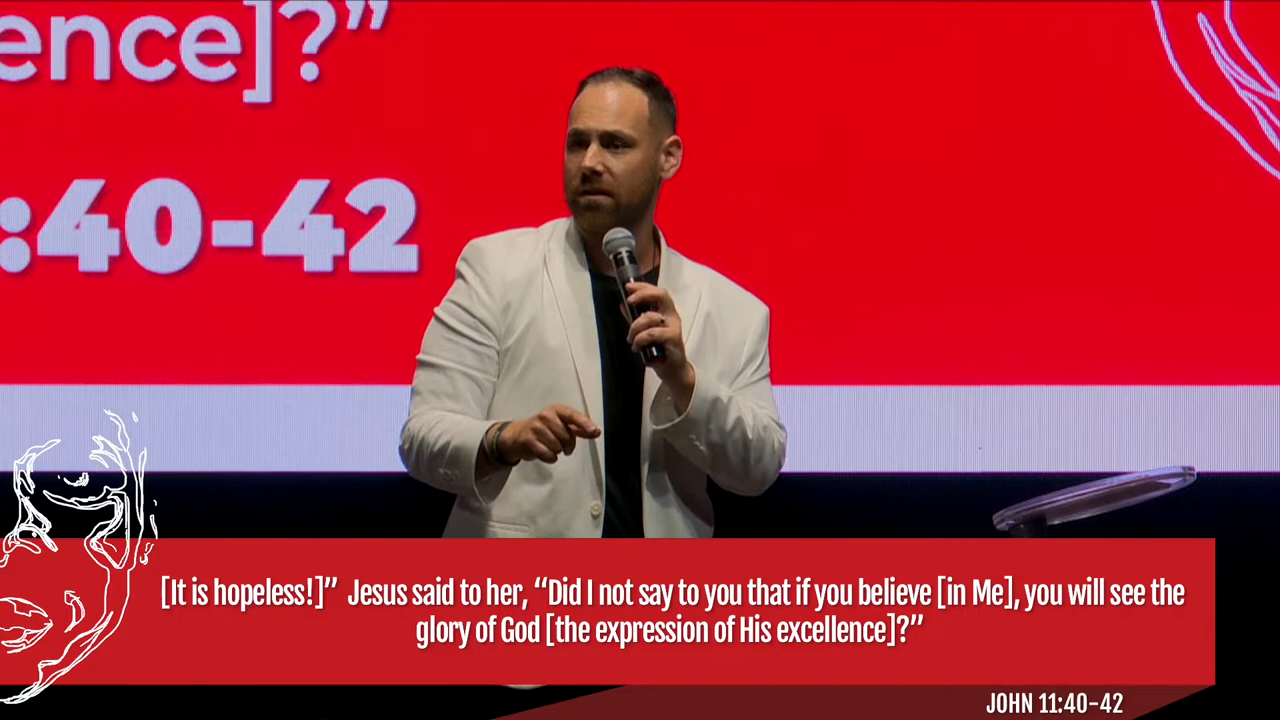 ence]?”
:40-42
[It is hopeless!]” Jesus said to her, “Did I not say to you that if you believe [in Me], you will see the
glory of God [the expression of His excellence]?”
JOHN 11:40-42